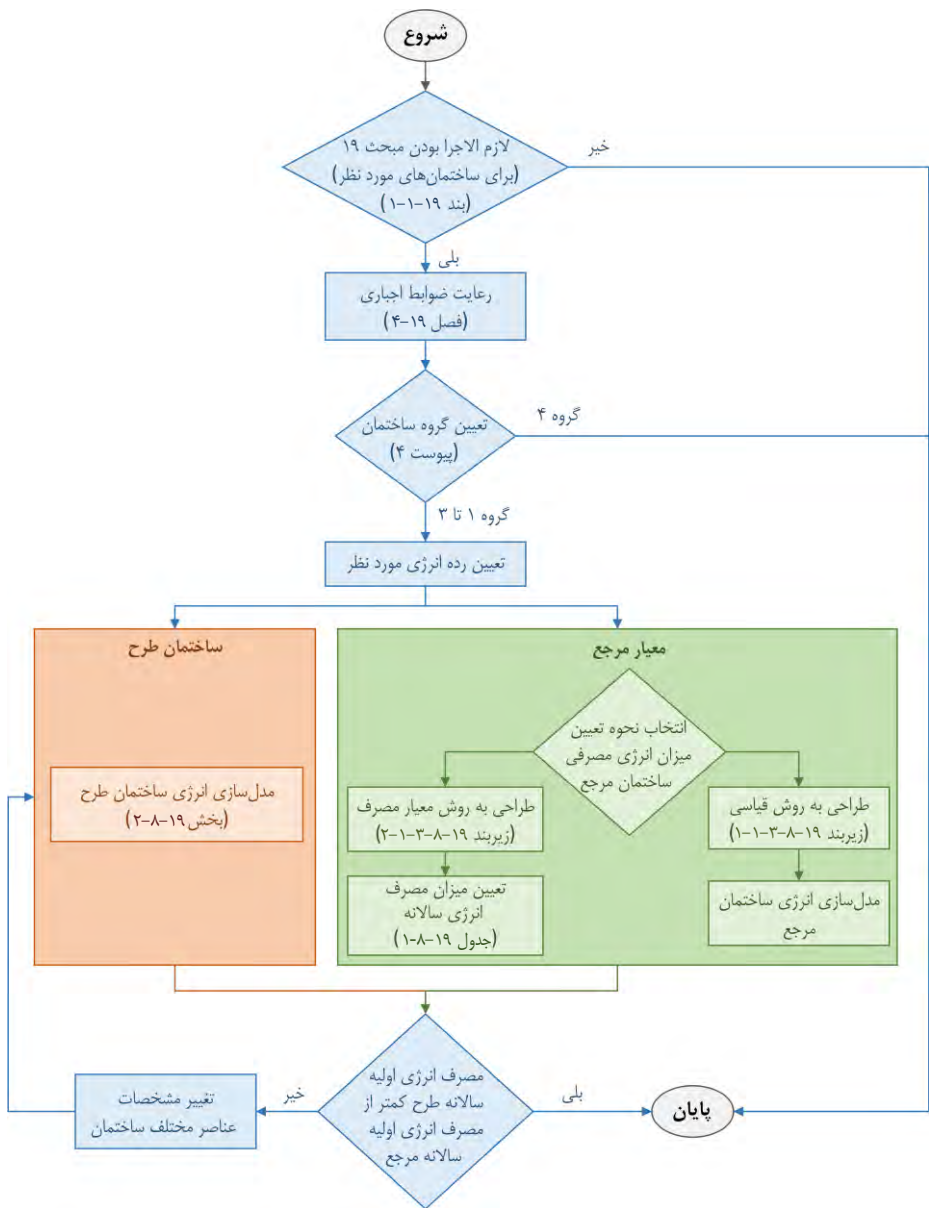 شروع
لازم الاجرا بودن مبحث ۱۹
(برای ساختمان‌های مورد نظر)
(بند ۱۹-۱-۱)
خیر
بلی
رعایت ضوابط اجباری
(فصل ۱۹-۴)
تعیین گروه ساختمان
(پیوست ۴)
گروه ۴
گروه ۱ تا ۳
تعیین رده انرژی مورد نظر
معیار مرجع
انتخاب نحوه تعیین
میزان انرژی مصرفی
ساختمان مرجع
طراحی به روش قیاسی
(زیربند ۱۹-۸-۳-۱-۱)
مدل‌سازی انرژی ساختمان
مرجع
طراحی به روش معیار مصرف
(زیربند ۱۹-۸-۳-۱-۲)
تعیین میزان مصرف
انرژی سالانه
(جدول ۱۹-۸-۱)
ساختمان طرح
مدل‌سازی انرژی ساختمان طرح
(بخش ۱۹-۸-۲)
مصرف انرژی اولیه
سالانه طرح کمتر از
مصرف انرژی اولیه
سالانه مرجع
بلی
پایان
خیر
تغییر مشخصات
عناصر مختلف ساختمان